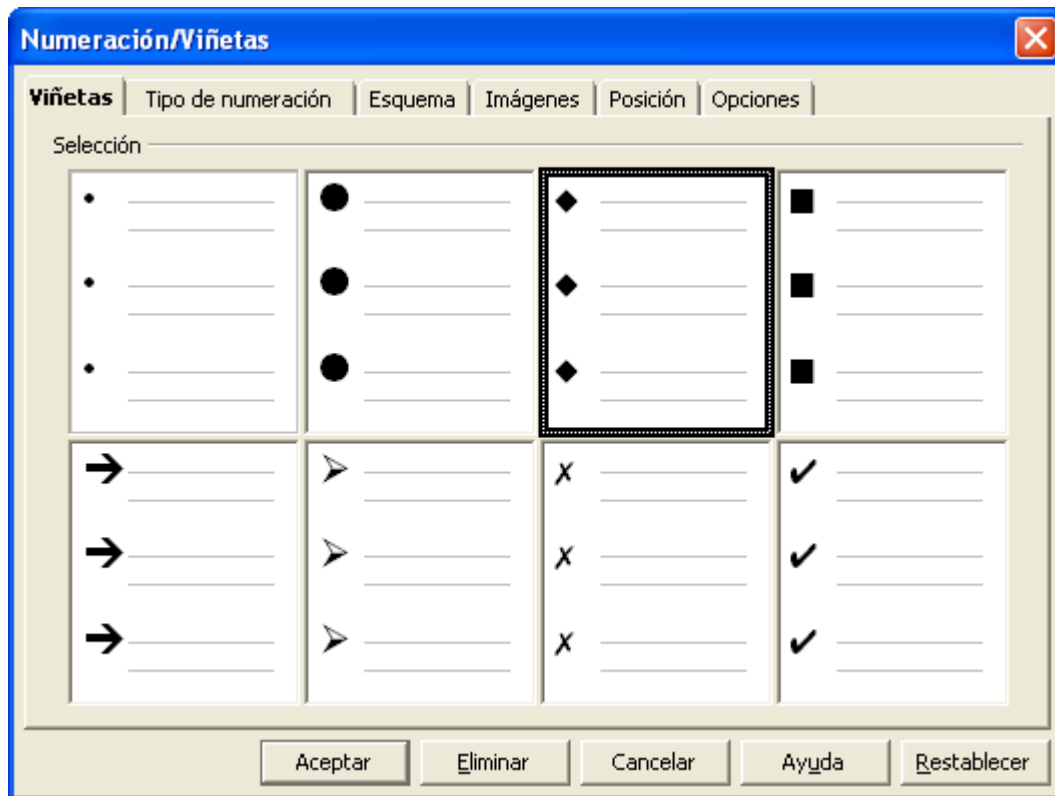 Numeración/Viñetas
Viñetas Tipo de numeración Esquema Imágenes Posición Opciones
Selección
Aceptar Eliminar Cancelar Ayuda Restablecer